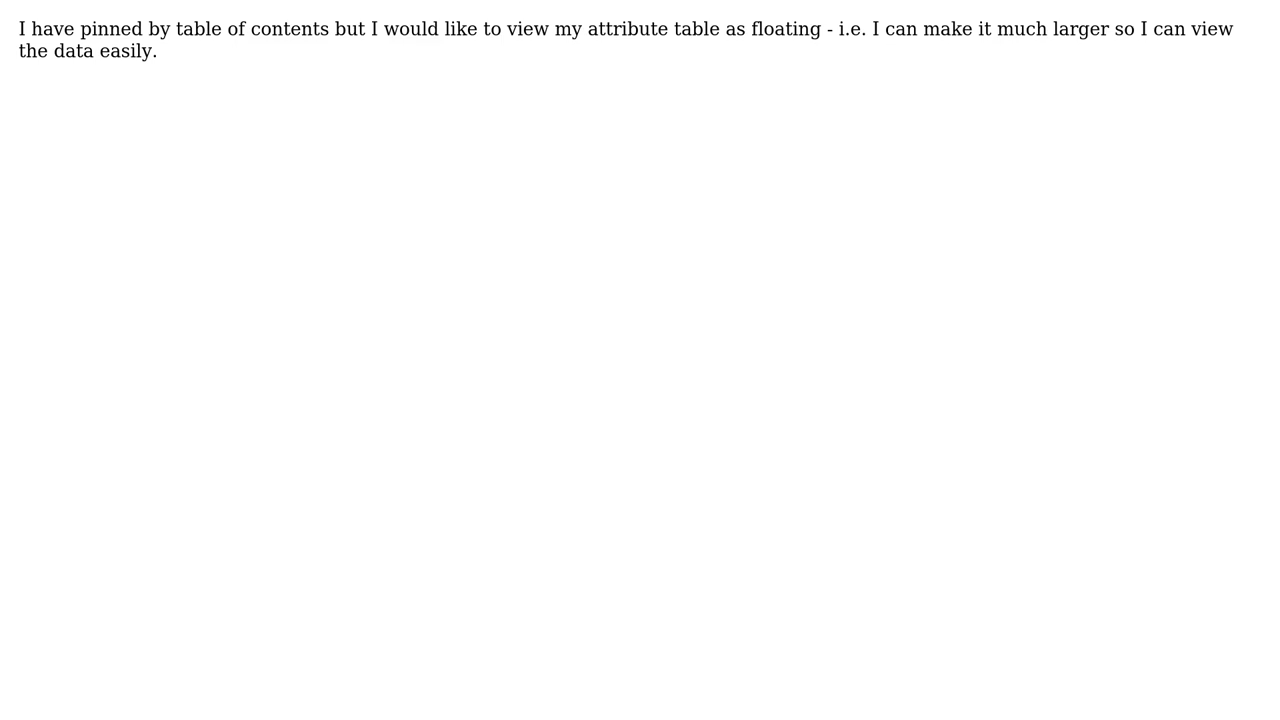 I have pinned by table of contents but I would like to view my attribute table as floating - i.e. I can make it much larger so I can view
the data easily.